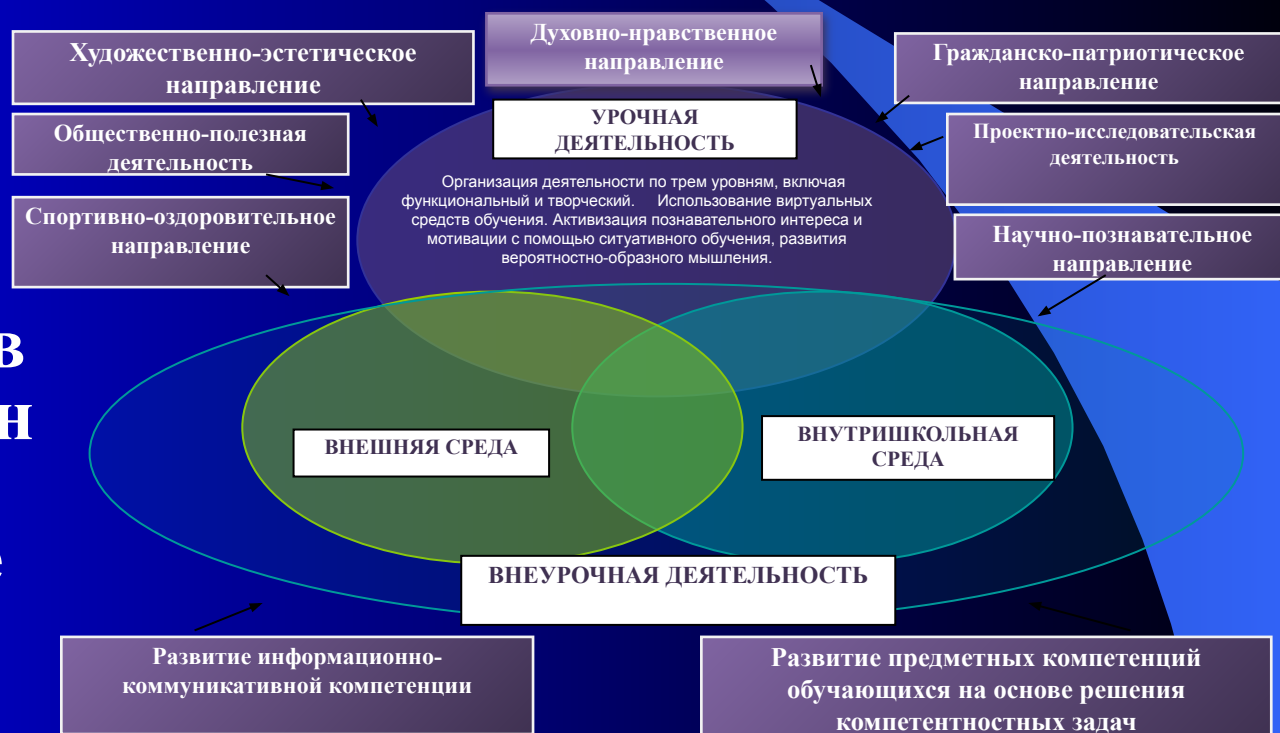 Духовно-нравственное
направление
Художественно-эстетическое
направление
Гражданско-патриотическое
направление
УРОЧНАЯ
ДЕЯТЕЛЬНОСТЬ
Общественно-полезная
деятельность
Проектно-исследовательская
деятельность
Организация деятельности по трем уровням, включая
функциональный и творческий. Использование виртуальных
средств обучения. Активизация познавательного интереса и
мотивации с помощью ситуативного обучения, развития
вероятностно-образного мышления.
Спортивно-оздоровительное
направление
Научно-познавательное
направление
в
н
е
ВНЕШНЯЯ СРЕДА
ВНУТРИШКОЛЬНАЯ
СРЕДА
ВНЕУРОЧНАЯ ДЕЯТЕЛЬНОСТЬ
Развитие информационно-
коммуникативной компетенции
Развитие предметных компетенций
обучающихся на основе решения
компетентностных задач